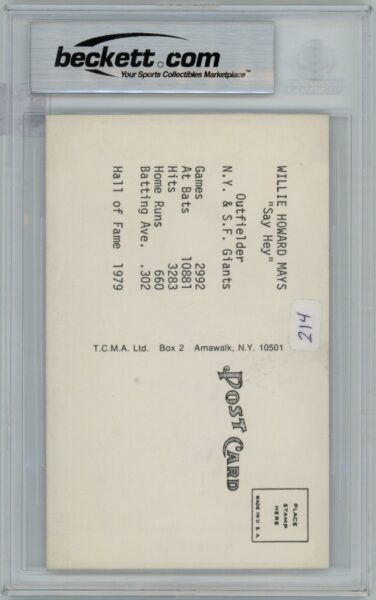 beckett.com
Your Sports Collectibles Marketplace™
WILLIE HOWARD MAYS
"Say Hey"
Outfielder
N.Y. & S.F. Giants
Games 2992
At Bats 10881
Hits 3283
Home Runs 660
Batting Ave. .302
Hall of Fame 1979
214
T.C.M.A. Ltd. Box 2 Amawalk, N.Y. 10501
POST CARD
PLACE
STAMP
HERE
MADE IN U.S.A.